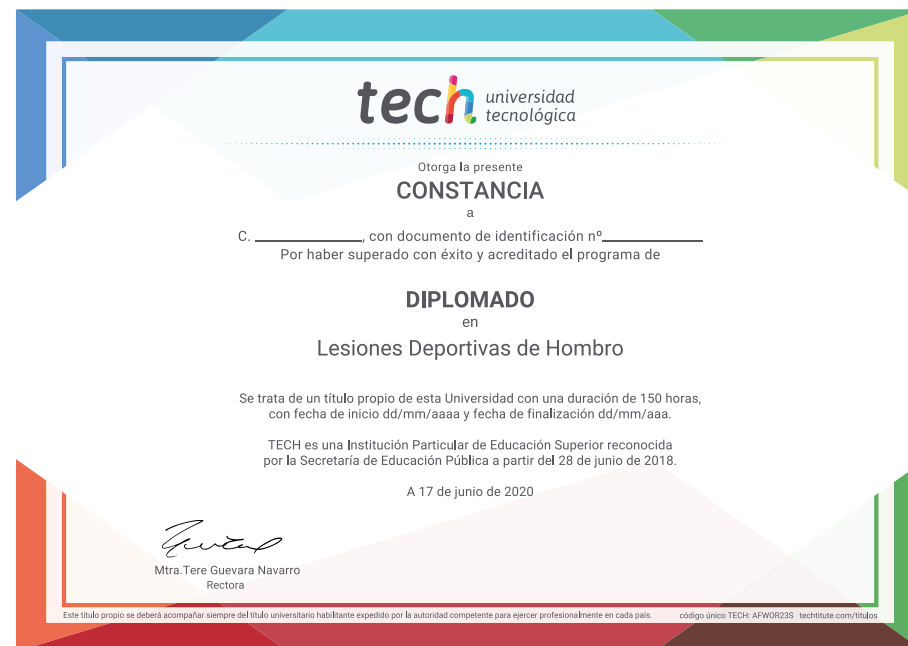 tech universidad
tecnológica
Otorga la presente
CONSTANCIA
a
C. ____________, con documento de identificación nº____________
Por haber superado con éxito y acreditado el programa de
DIPLOMADO
en
Lesiones Deportivas de Hombro
Se trata de un título propio de esta Universidad con una duración de 150 horas,
con fecha de inicio dd/mm/aaaa y fecha de finalización dd/mm/aaa.
TECH es una Institución Particular de Educación Superior reconocida
por la Secretaría de Educación Pública a partir del 28 de junio de 2018.
A 17 de junio de 2020
Mtra.Tere Guevara Navarro
Rectora
Este título propio se deberá acompañar siempre del título universitario habilitante expedido por la autoridad competente para ejercer profesionalmente en cada país. código único TECH: AFWOR23S techtitute.com/titulos